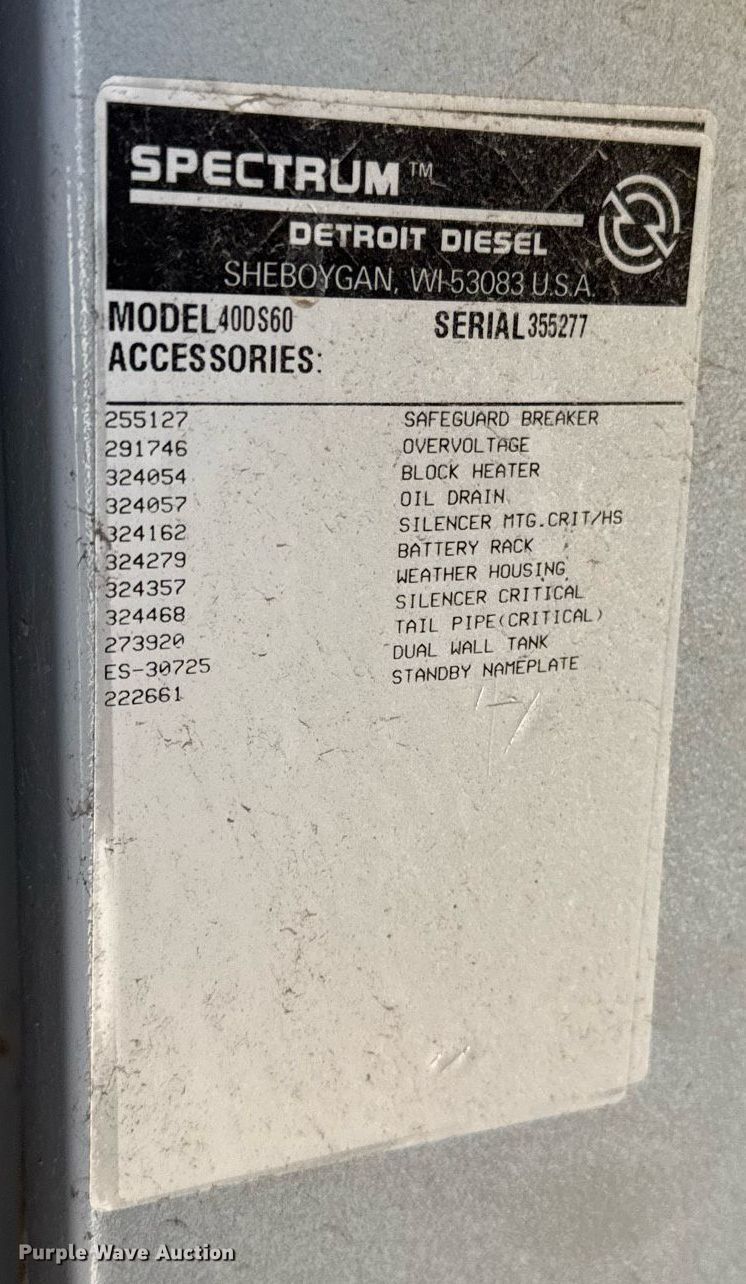 SPECTRUM™
DETROIT DIESEL
SHEBOYGAN, WI 53083 U.S.A.
MODEL 40DS60 SERIAL 355277
ACCESSORIES:
255127 SAFEGUARD BREAKER
291746 OVERVOLTAGE
324054 BLOCK HEATER
324057 OIL DRAIN
324162 SILENCER MTG.CRIT/HS
324279 BATTERY RACK
324357 WEATHER HOUSING
324468 SILENCER CRITICAL
273920 TAIL PIPE(CRITICAL)
ES-30725 DUAL WALL TANK
222661 STANDBY NAMEPLATE
Purple Wave Auction